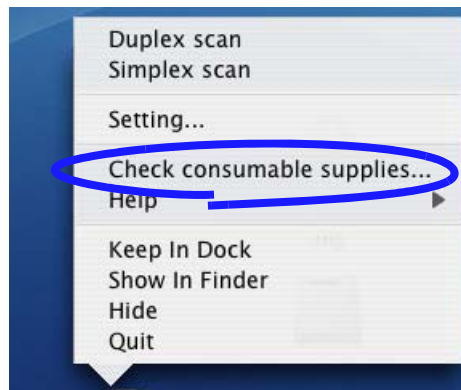 Duplex scan
Simplex scan
Setting...
Check consumable supplies...
Help
Keep In Dock
Show In Finder
Hide
Quit